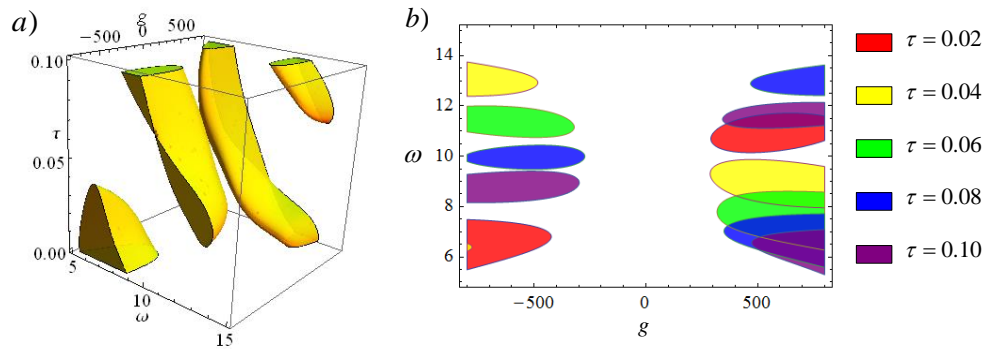 a)
g
−500 0 500
0.10
τ
0.05
0.00
5
10
15
ω
b)
14
12
ω 10
8
6
−500 0 500
g
τ = 0.02
τ = 0.04
τ = 0.06
τ = 0.08
τ = 0.10